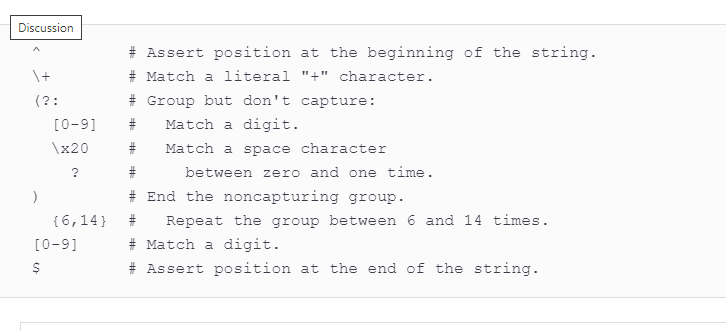 Discussion
^ # Assert position at the beginning of the string.
\+ # Match a literal "+" character.
(?: # Group but don't capture:
[0-9] # Match a digit.
\x20 # Match a space character
? # between zero and one time.
) # End the noncapturing group.
{6,14} # Repeat the group between 6 and 14 times.
[0-9] # Match a digit.
$ # Assert position at the end of the string.